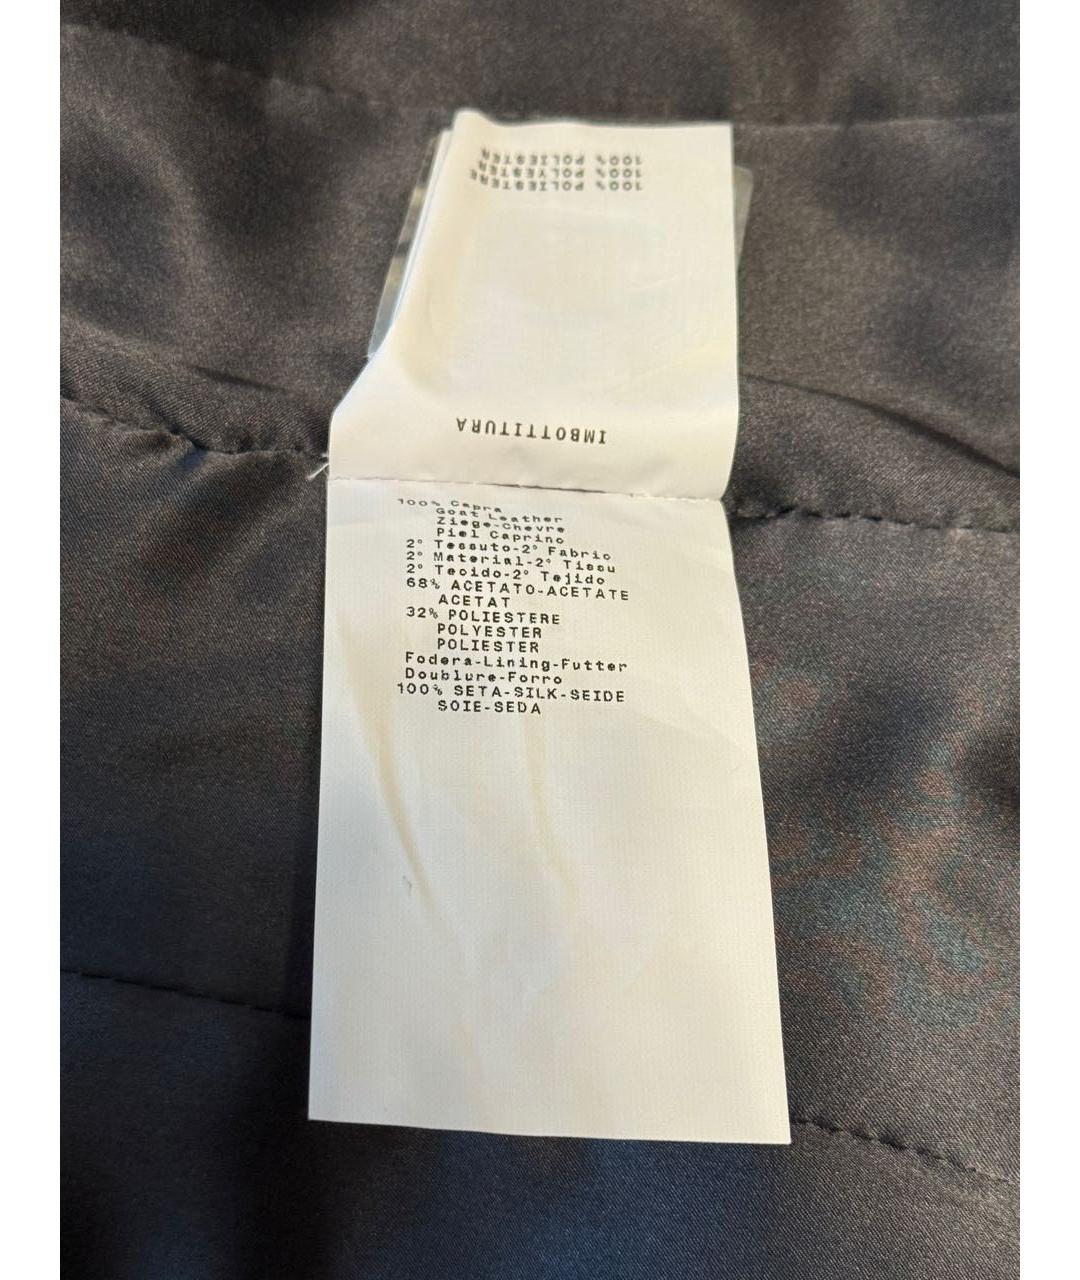 IMBOTTITURA
100% POLIESTERE
100% POLYESTER
100% POLIESTER
100% Capra
Goat Leather
Ziege-Chevre
Piel Caprino
2° Tessuto-2° Fabric
2° Material-2° Tissu
2° Tecido-2° Tejido
68% ACETATO-ACETATE
ACETAT
32% POLIESTERE
POLYESTER
POLIESTER
Fodera-Lining-Futter
Doublure-Forro
100% SETA-SILK-SEIDE
SOIE-SEDA